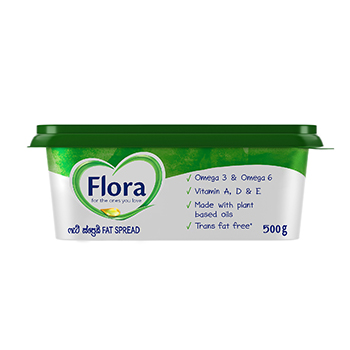 Flora
for the ones you love
ෆැට් ස්ප්‍රෙඩ් FAT SPREAD
✓ Omega 3 & Omega 6
✓ Vitamin A, D & E
✓ Made with plant
based oils
✓ Trans fat free*
500g